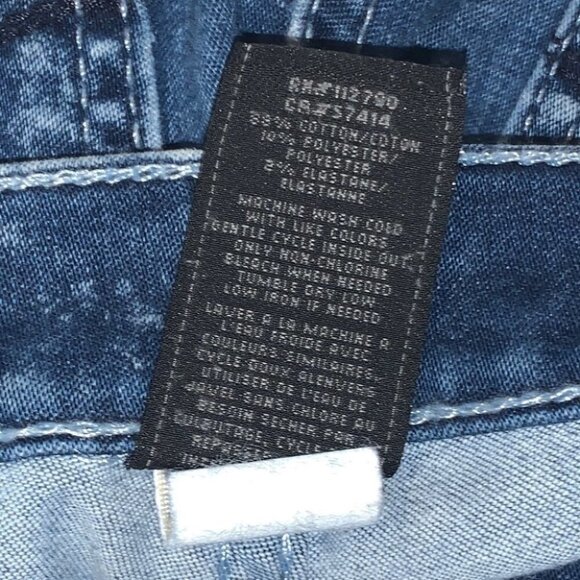 RN# 112790
CA# 57414
88% COTTON/COTON
10% POLYESTER/
POLYESTER
2% ELASTANE/
ELASTHANNE
MACHINE WASH COLD
WITH LIKE COLORS
GENTLE CYCLE INSIDE OUT
ONLY NON-CHLORINE
BLEACH WHEN NEEDED
TUMBLE DRY LOW
LOW IRON IF NEEDED
LAVER A LA MACHINE A
L'EAU FROIDE AVEC
COULEURS SIMILAIRES,
CYCLE DOUX ALENVERS
UTILISER DE L'EAU DE
JAVEL SANS CHLORE AU
BESOIN SECHER PAR
CULBUTAGE, CYCLE